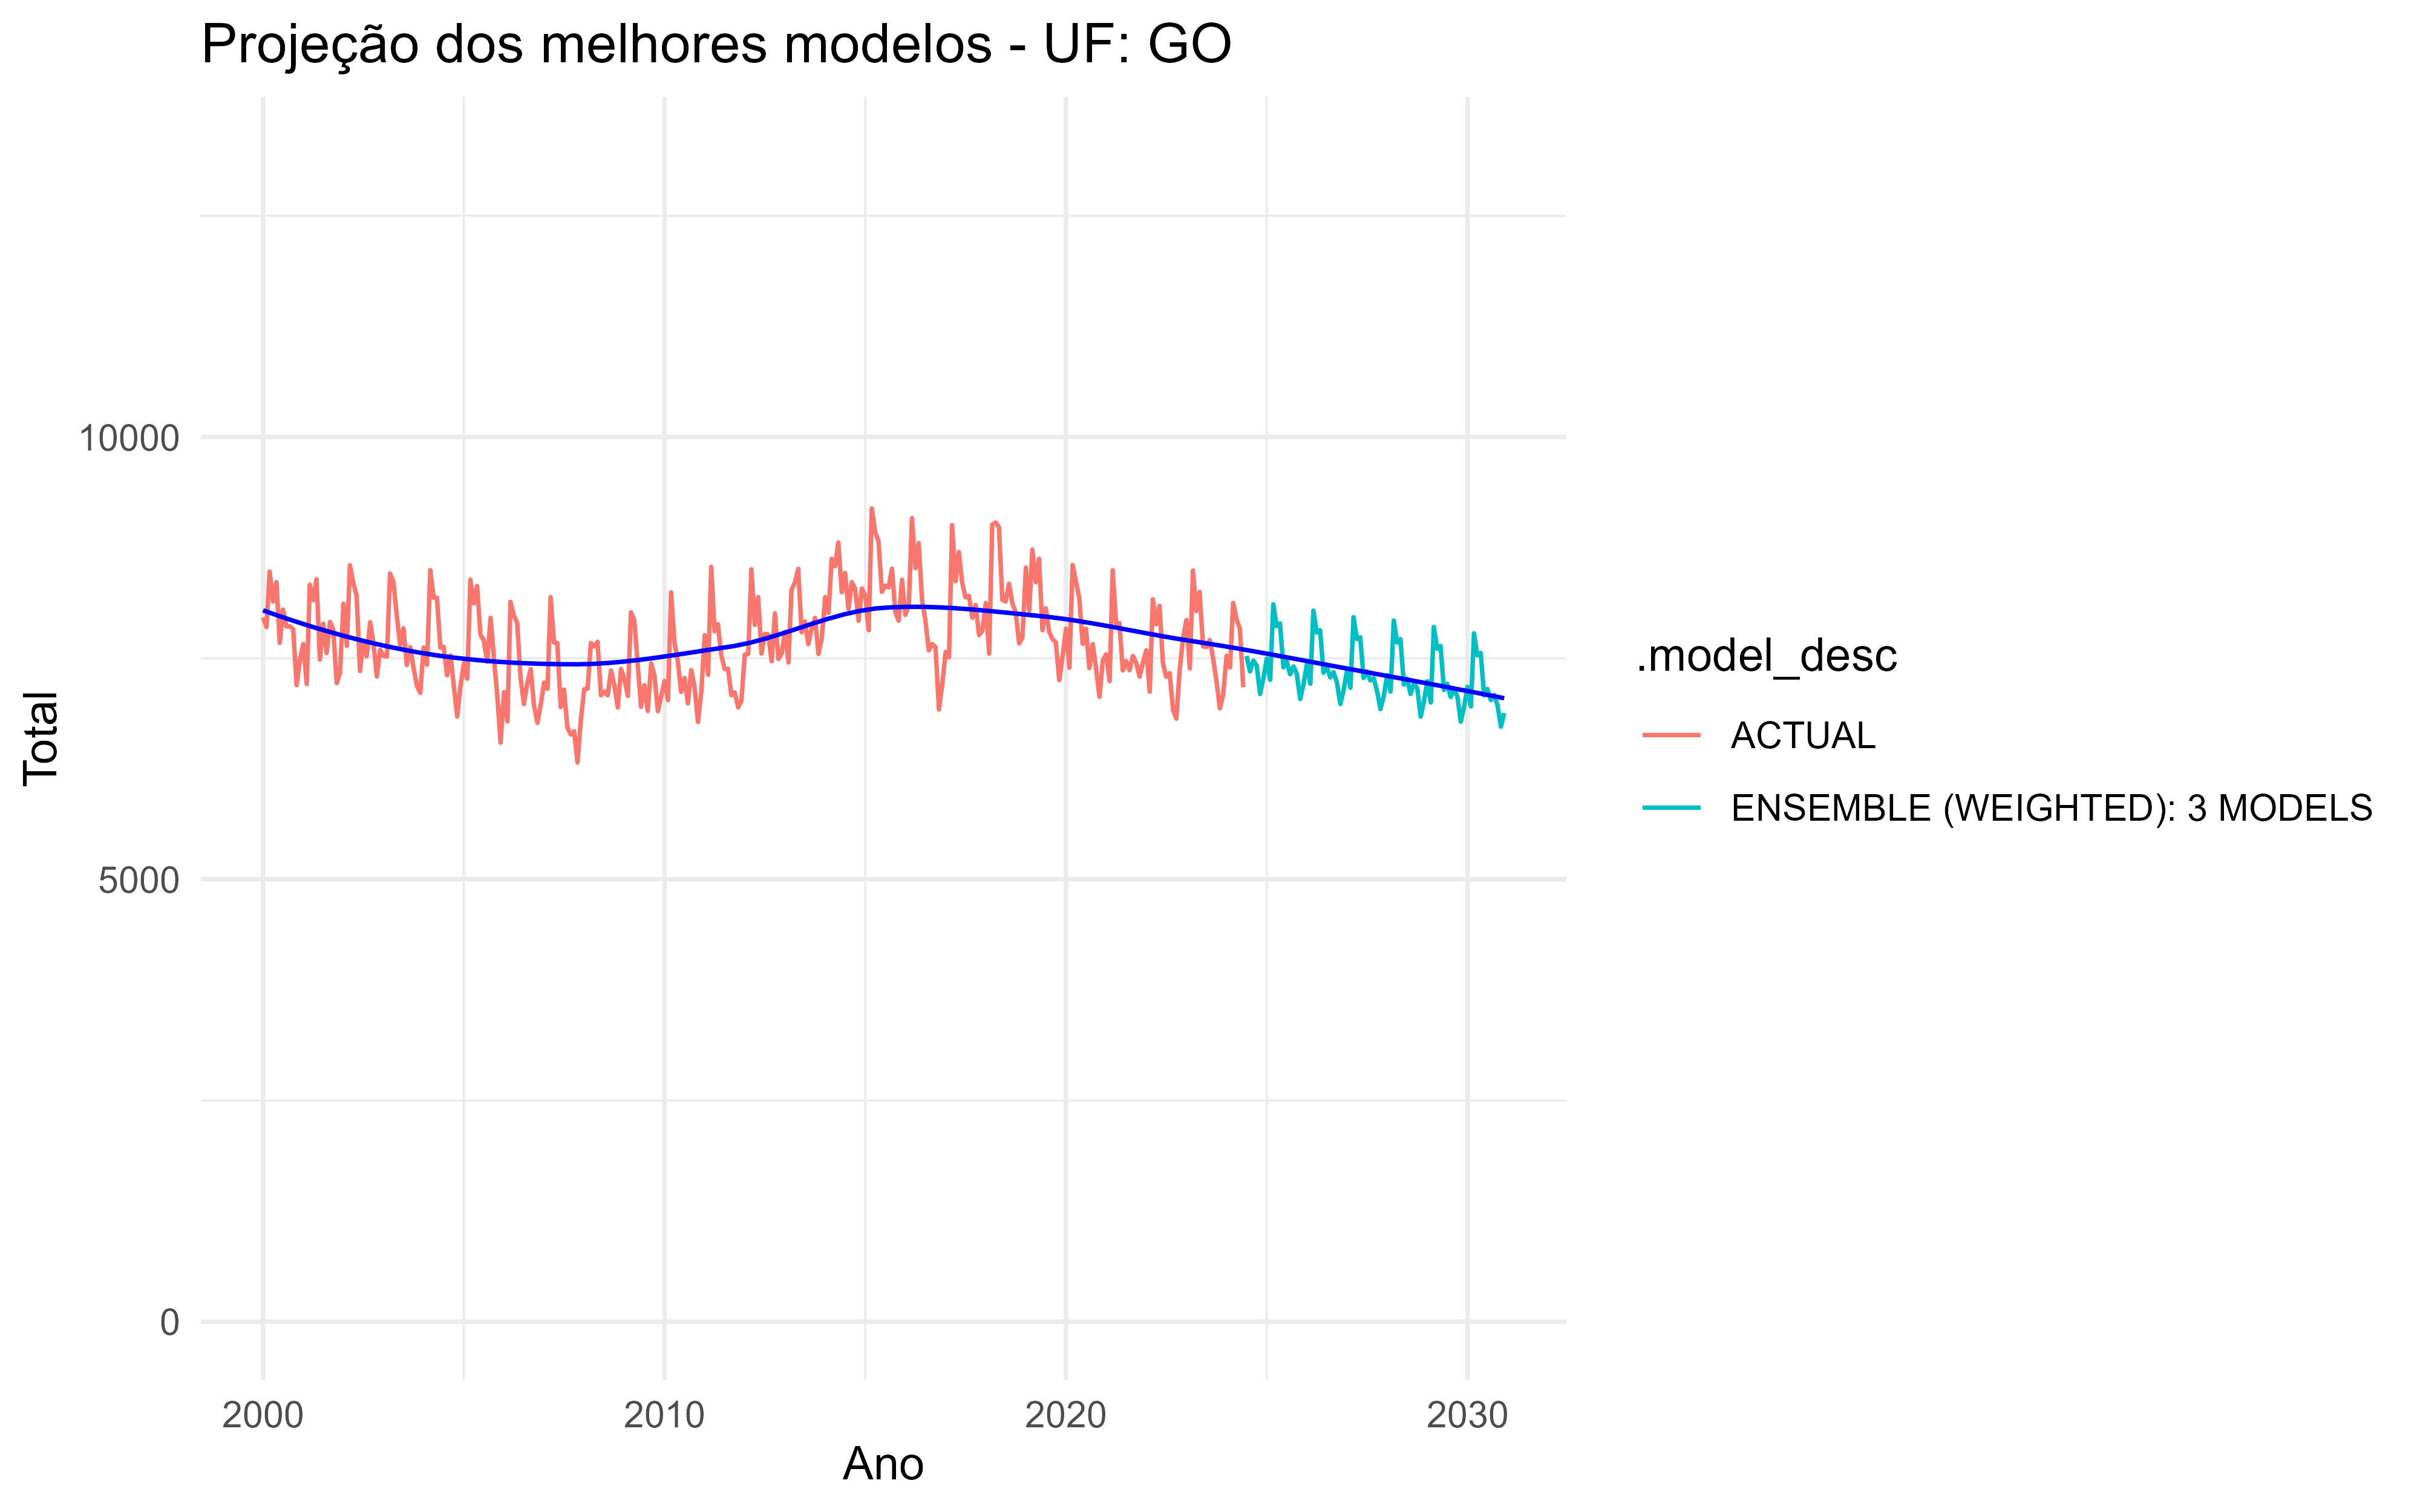 Projeção dos melhores modelos - UF: GO
Total
10000
5000
0
2000
2010
2020
2030
Ano
.model_desc
ACTUAL
ENSEMBLE (WEIGHTED): 3 MODELS